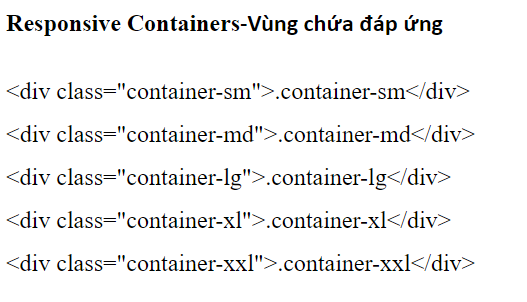 Responsive Containers-Vùng chứa đáp ứng
<div class="container-sm">.container-sm</div>
<div class="container-md">.container-md</div>
<div class="container-lg">.container-lg</div>
<div class="container-xl">.container-xl</div>
<div class="container-xxl">.container-xxl</div>